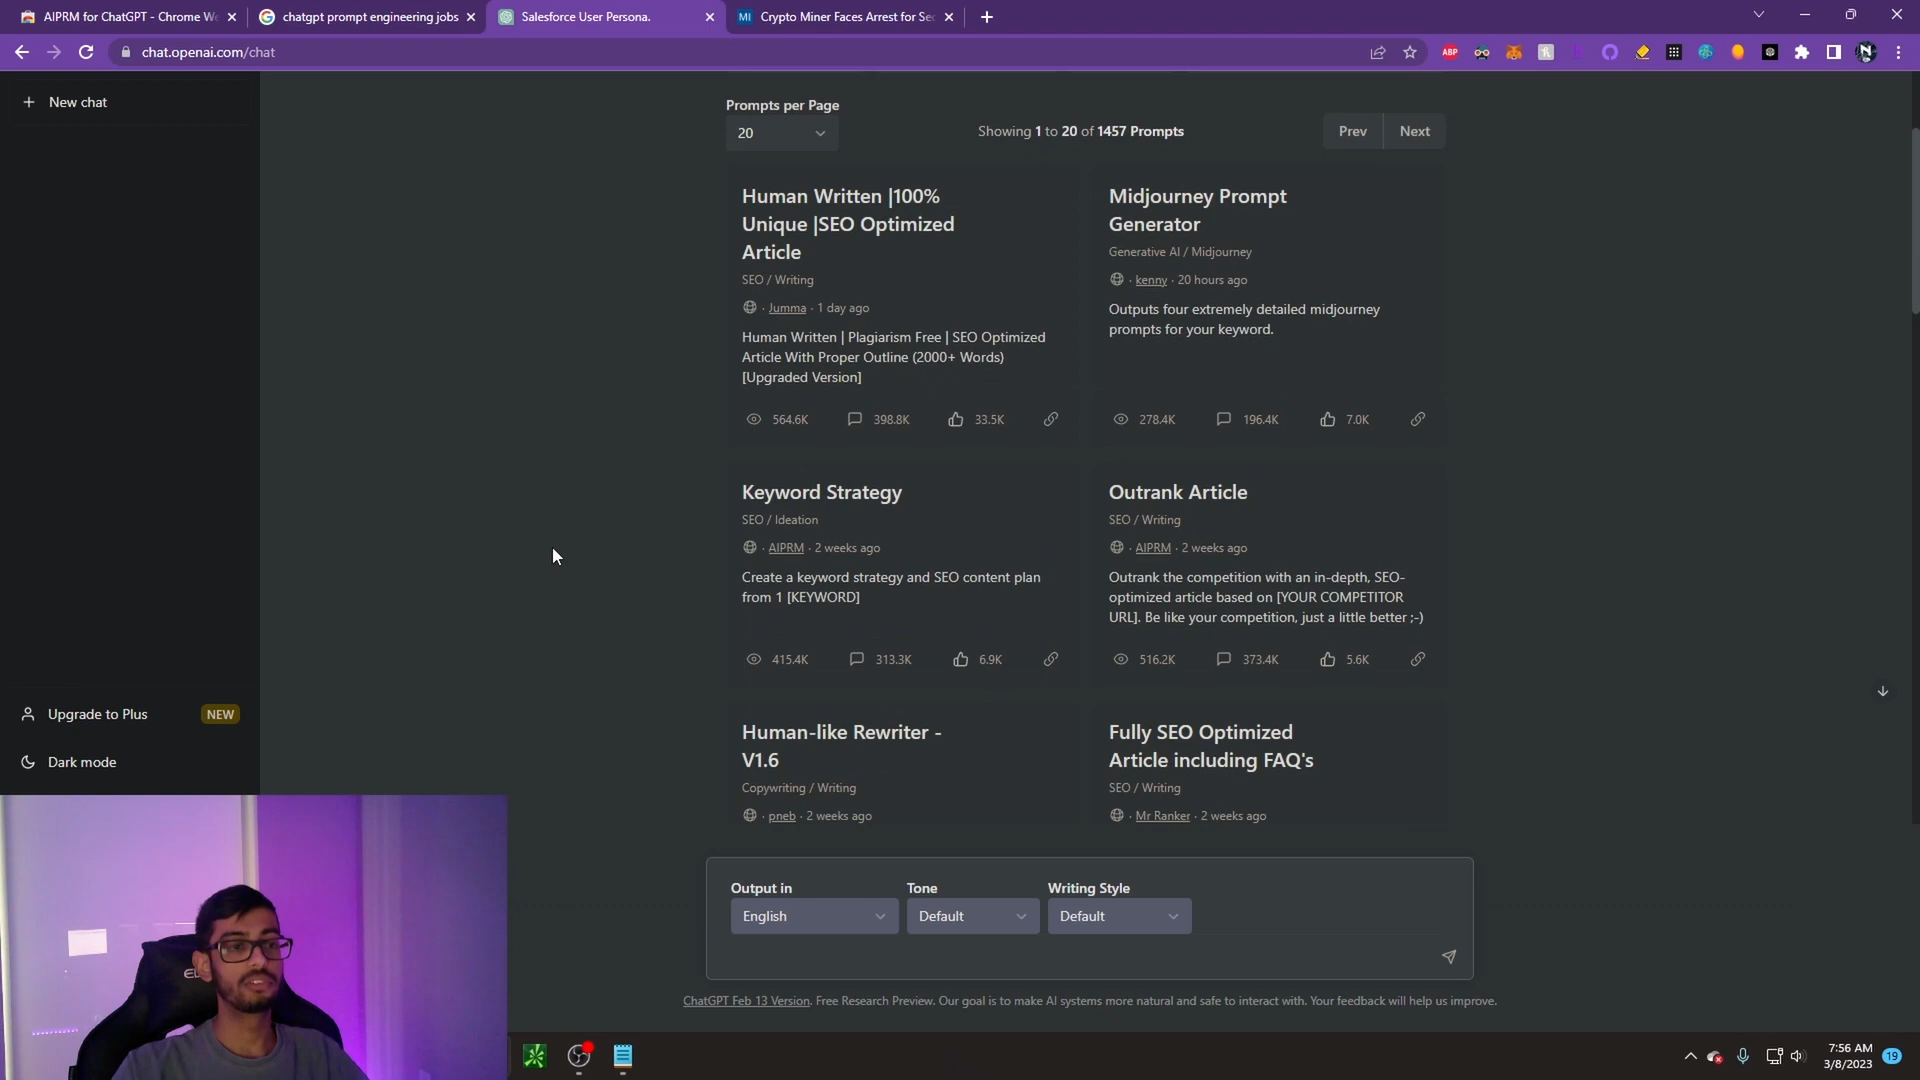 AIPRM for ChatGPT - Chrome We
chatgpt prompt engineering jobs
Salesforce User Persona.
MI
Crypto Miner Faces Arrest for Sec
chat.openai.com/chat
ABP
New chat
Prompts per Page
20
Showing 1 to 20 of 1457 Prompts
Prev
Next
Human Written |100%
Unique |SEO Optimized
Article
SEO / Writing
· Jumma · 1 day ago
Human Written | Plagiarism Free | SEO Optimized
Article With Proper Outline (2000+ Words)
[Upgraded Version]
564.6K
398.8K
33.5K
Midjourney Prompt
Generator
Generative AI / Midjourney
· kenny · 20 hours ago
Outputs four extremely detailed midjourney
prompts for your keyword.
278.4K
196.4K
7.0K
Keyword Strategy
SEO / Ideation
· AIPRM · 2 weeks ago
Create a keyword strategy and SEO content plan
from 1 [KEYWORD]
415.4K
313.3K
6.9K
Outrank Article
SEO / Writing
· AIPRM · 2 weeks ago
Outrank the competition with an in-depth, SEO-
optimized article based on [YOUR COMPETITOR
URL]. Be like your competition, just a little better ;-)
516.2K
373.4K
5.6K
Human-like Rewriter -
V1.6
Copywriting / Writing
· pneb · 2 weeks ago
Fully SEO Optimized
Article including FAQ's
SEO / Writing
· Mr Ranker · 2 weeks ago
Upgrade to Plus
NEW
Dark mode
Output in
Tone
Writing Style
English
Default
Default
ChatGPT Feb 13 Version. Free Research Preview. Our goal is to make AI systems more natural and safe to interact with. Your feedback will help us improve.
7:56 AM
3/8/2023
19